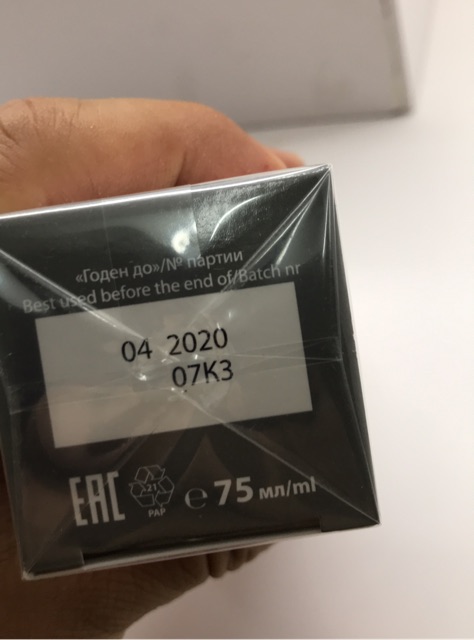 «Годен до»/№ партии
Best used before the end of/Batch nr
04 2020
07K3
EAC 21 PAP e 75 мл/ml